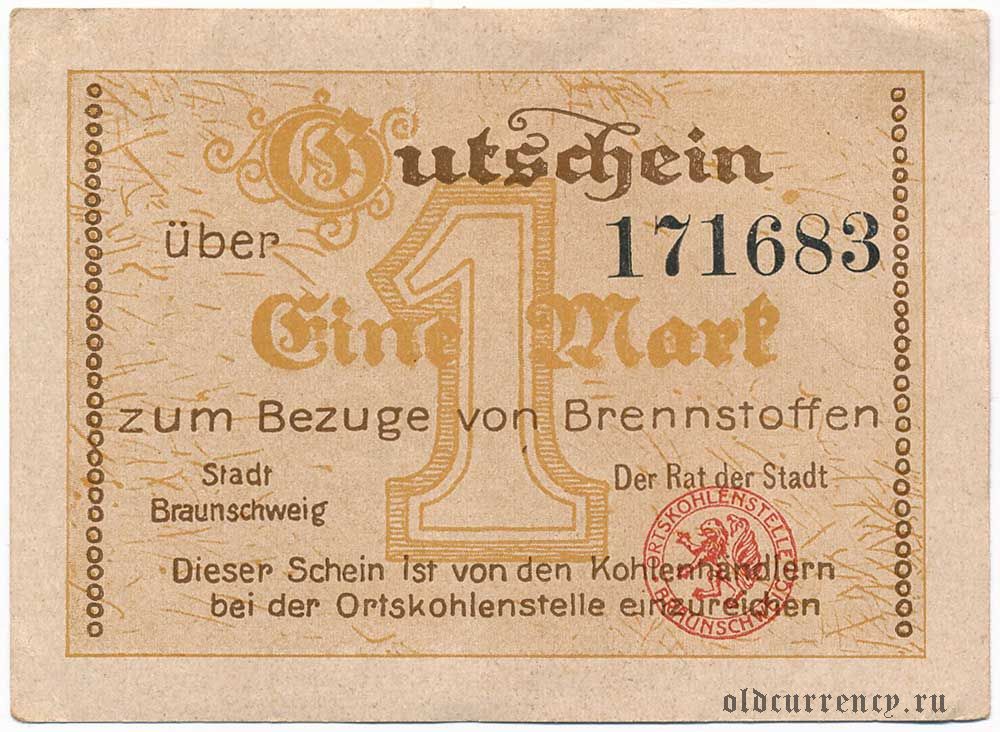 Gutschein
über 171683
Eine Mark
1
zum Bezuge von Brennstoffen
Stadt
Braunschweig
Der Rat der Stadt
ORTSKOHLENSTELLE
BRAUNSCHWEIG
Dieser Schein ist von den Kohlenhändlern
bei der Ortskohlenstelle einzureichen
oldcurrency.ru